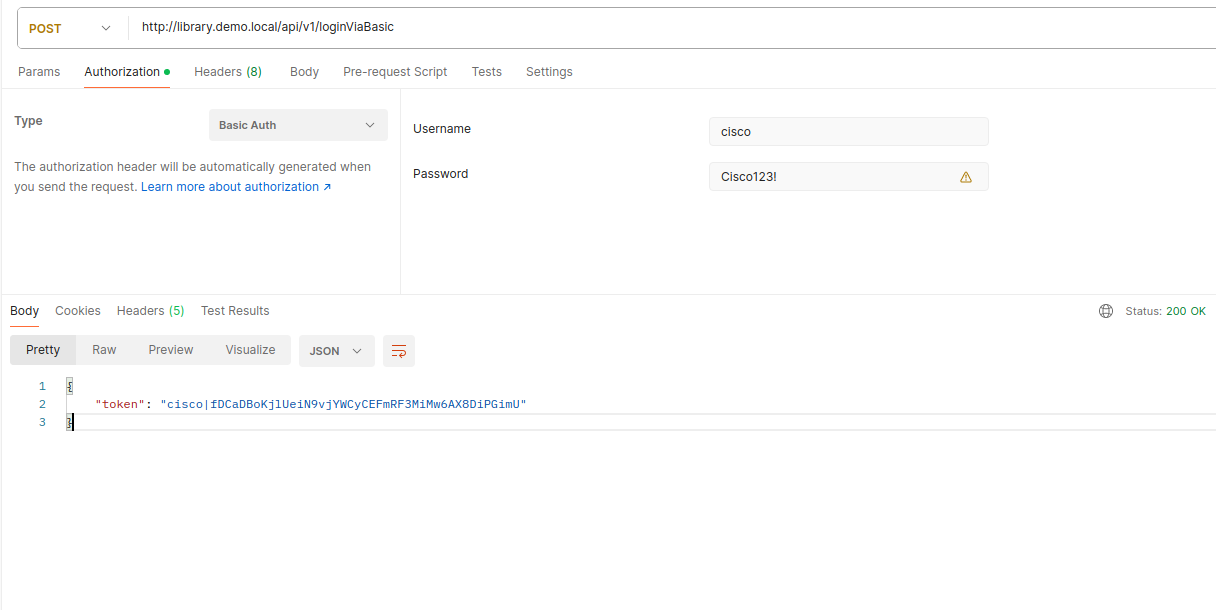 POST http://library.demo.local/api/v1/loginViaBasic
Params Authorization Headers (8) Body Pre-request Script Tests Settings
Type Basic Auth
The authorization header will be automatically generated when
you send the request. Learn more about authorization ↗
Username cisco
Password Cisco123!
Body Cookies Headers (5) Test Results Status: 200 OK
Pretty Raw Preview Visualize JSON
1 {
2 "token": "cisco|fDCaDBoKjlUeiN9vjYWCyCEFmRF3MiMw6AX8DiPGimU"
3 }